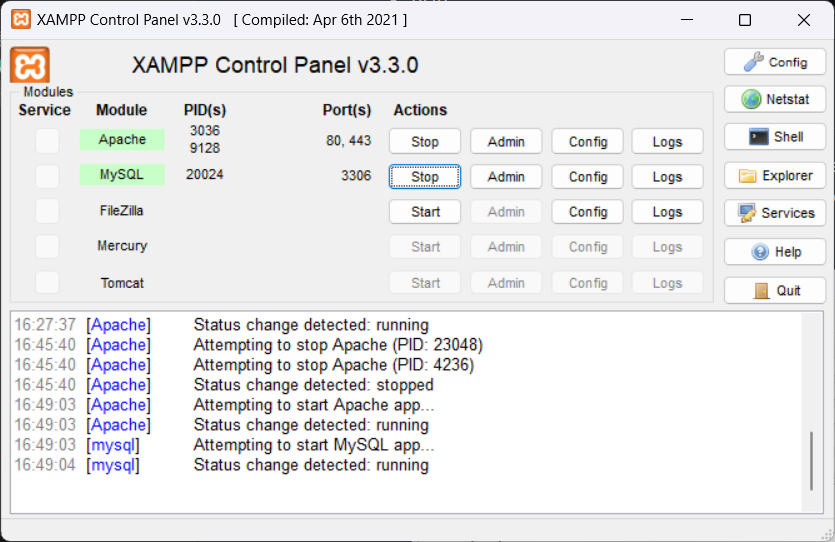 XAMPP Control Panel v3.3.0 [ Compiled: Apr 6th 2021 ]
XAMPP Control Panel v3.3.0
Config
Modules
Service Module PID(s) Port(s) Actions
Netstat
Apache 3036 9128 80, 443 Stop Admin Config Logs
Shell
MySQL 20024 3306 Stop Admin Config Logs
Explorer
FileZilla Start Admin Config Logs
Services
Mercury Start Admin Config Logs
Help
Tomcat Start Admin Config Logs
Quit
16:27:37 [Apache] Status change detected: running
16:45:40 [Apache] Attempting to stop Apache (PID: 23048)
16:45:40 [Apache] Attempting to stop Apache (PID: 4236)
16:45:40 [Apache] Status change detected: stopped
16:49:03 [Apache] Attempting to start Apache app...
16:49:03 [Apache] Status change detected: running
16:49:03 [mysql] Attempting to start MySQL app...
16:49:04 [mysql] Status change detected: running